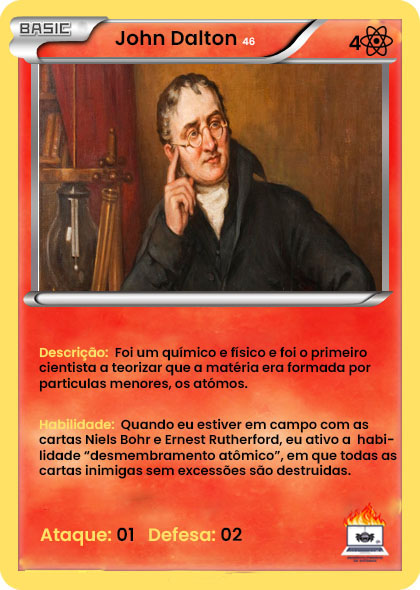 BASIC
John Dalton 46
4
Descrição: Foi um químico e físico e foi o primeiro
cientista a teorizar que a matéria era formada por
particulas menores, os atómos.
Habilidade: Quando eu estiver em campo com as
cartas Niels Bohr e Ernest Rutherford, eu ativo a habi-
lidade “desmembramento atômico”, em que todas as
cartas inimigas sem excessões são destruidas.
Ataque: 01 Defesa: 02